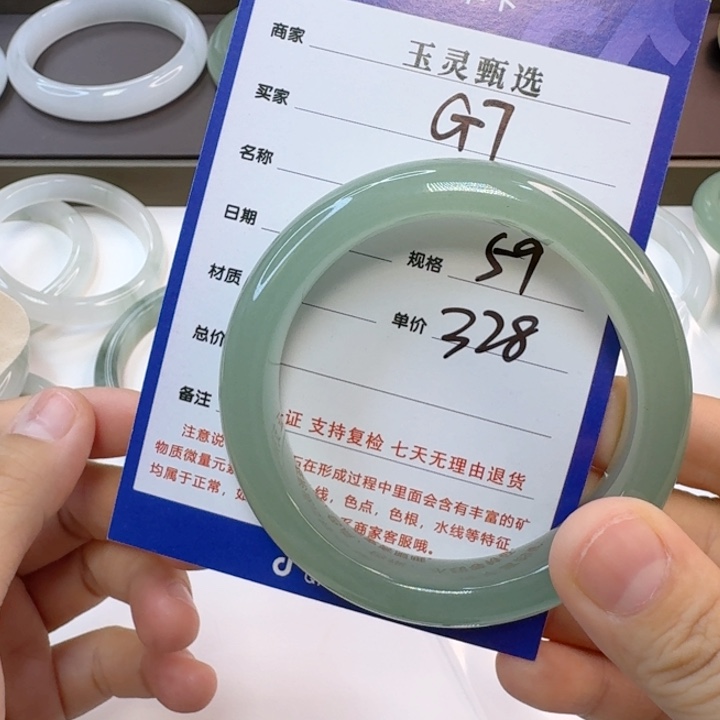 商家 玉灵甄选
买家 G7
名称
日期
规格 59
材质
单价 328
总价
备注
证 支持复检 七天无理由退货
注意说
物质微量元 在形成过程中里面会含有丰富的矿
均属于正常，如 线，色点，色根，水线等特征
商家客服哦。